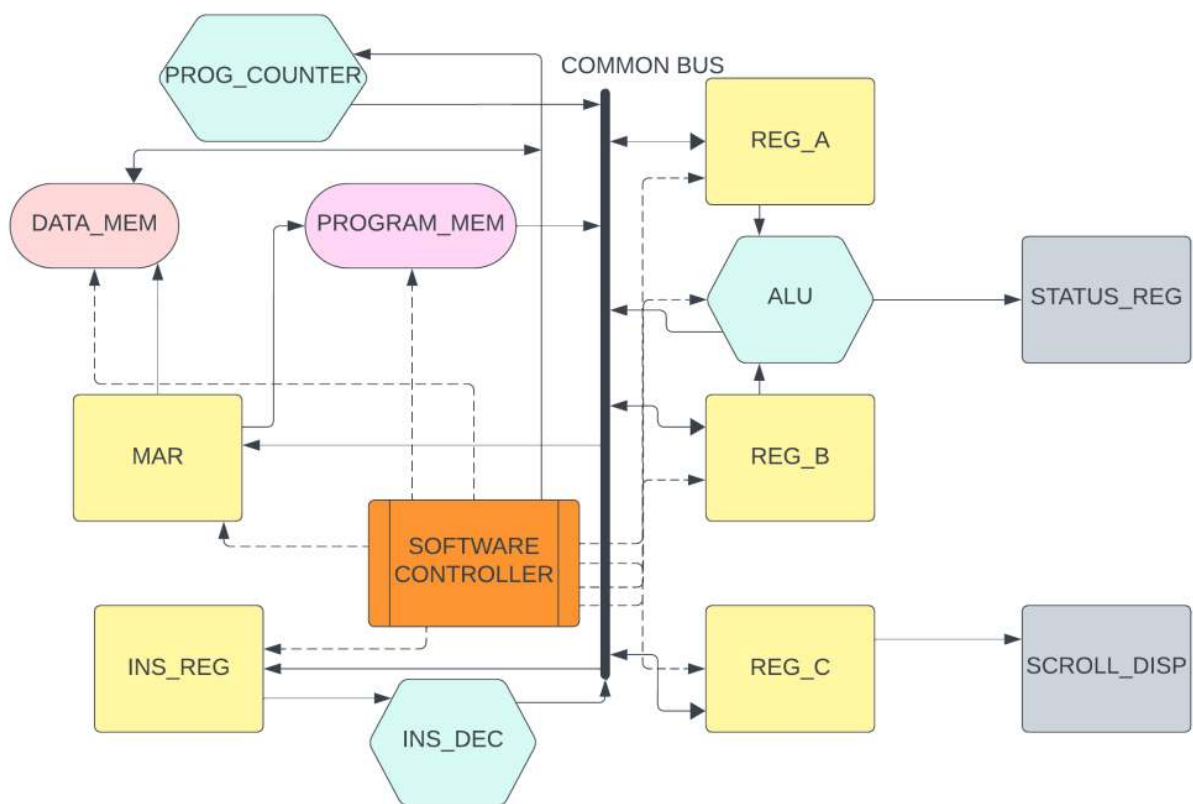 PROG_COUNTER
COMMON BUS
REG_A
DATA_MEM
PROGRAM_MEM
ALU
STATUS_REG
MAR
REG_B
SOFTWARE
CONTROLLER
INS_REG
REG_C
SCROLL_DISP
INS_DEC